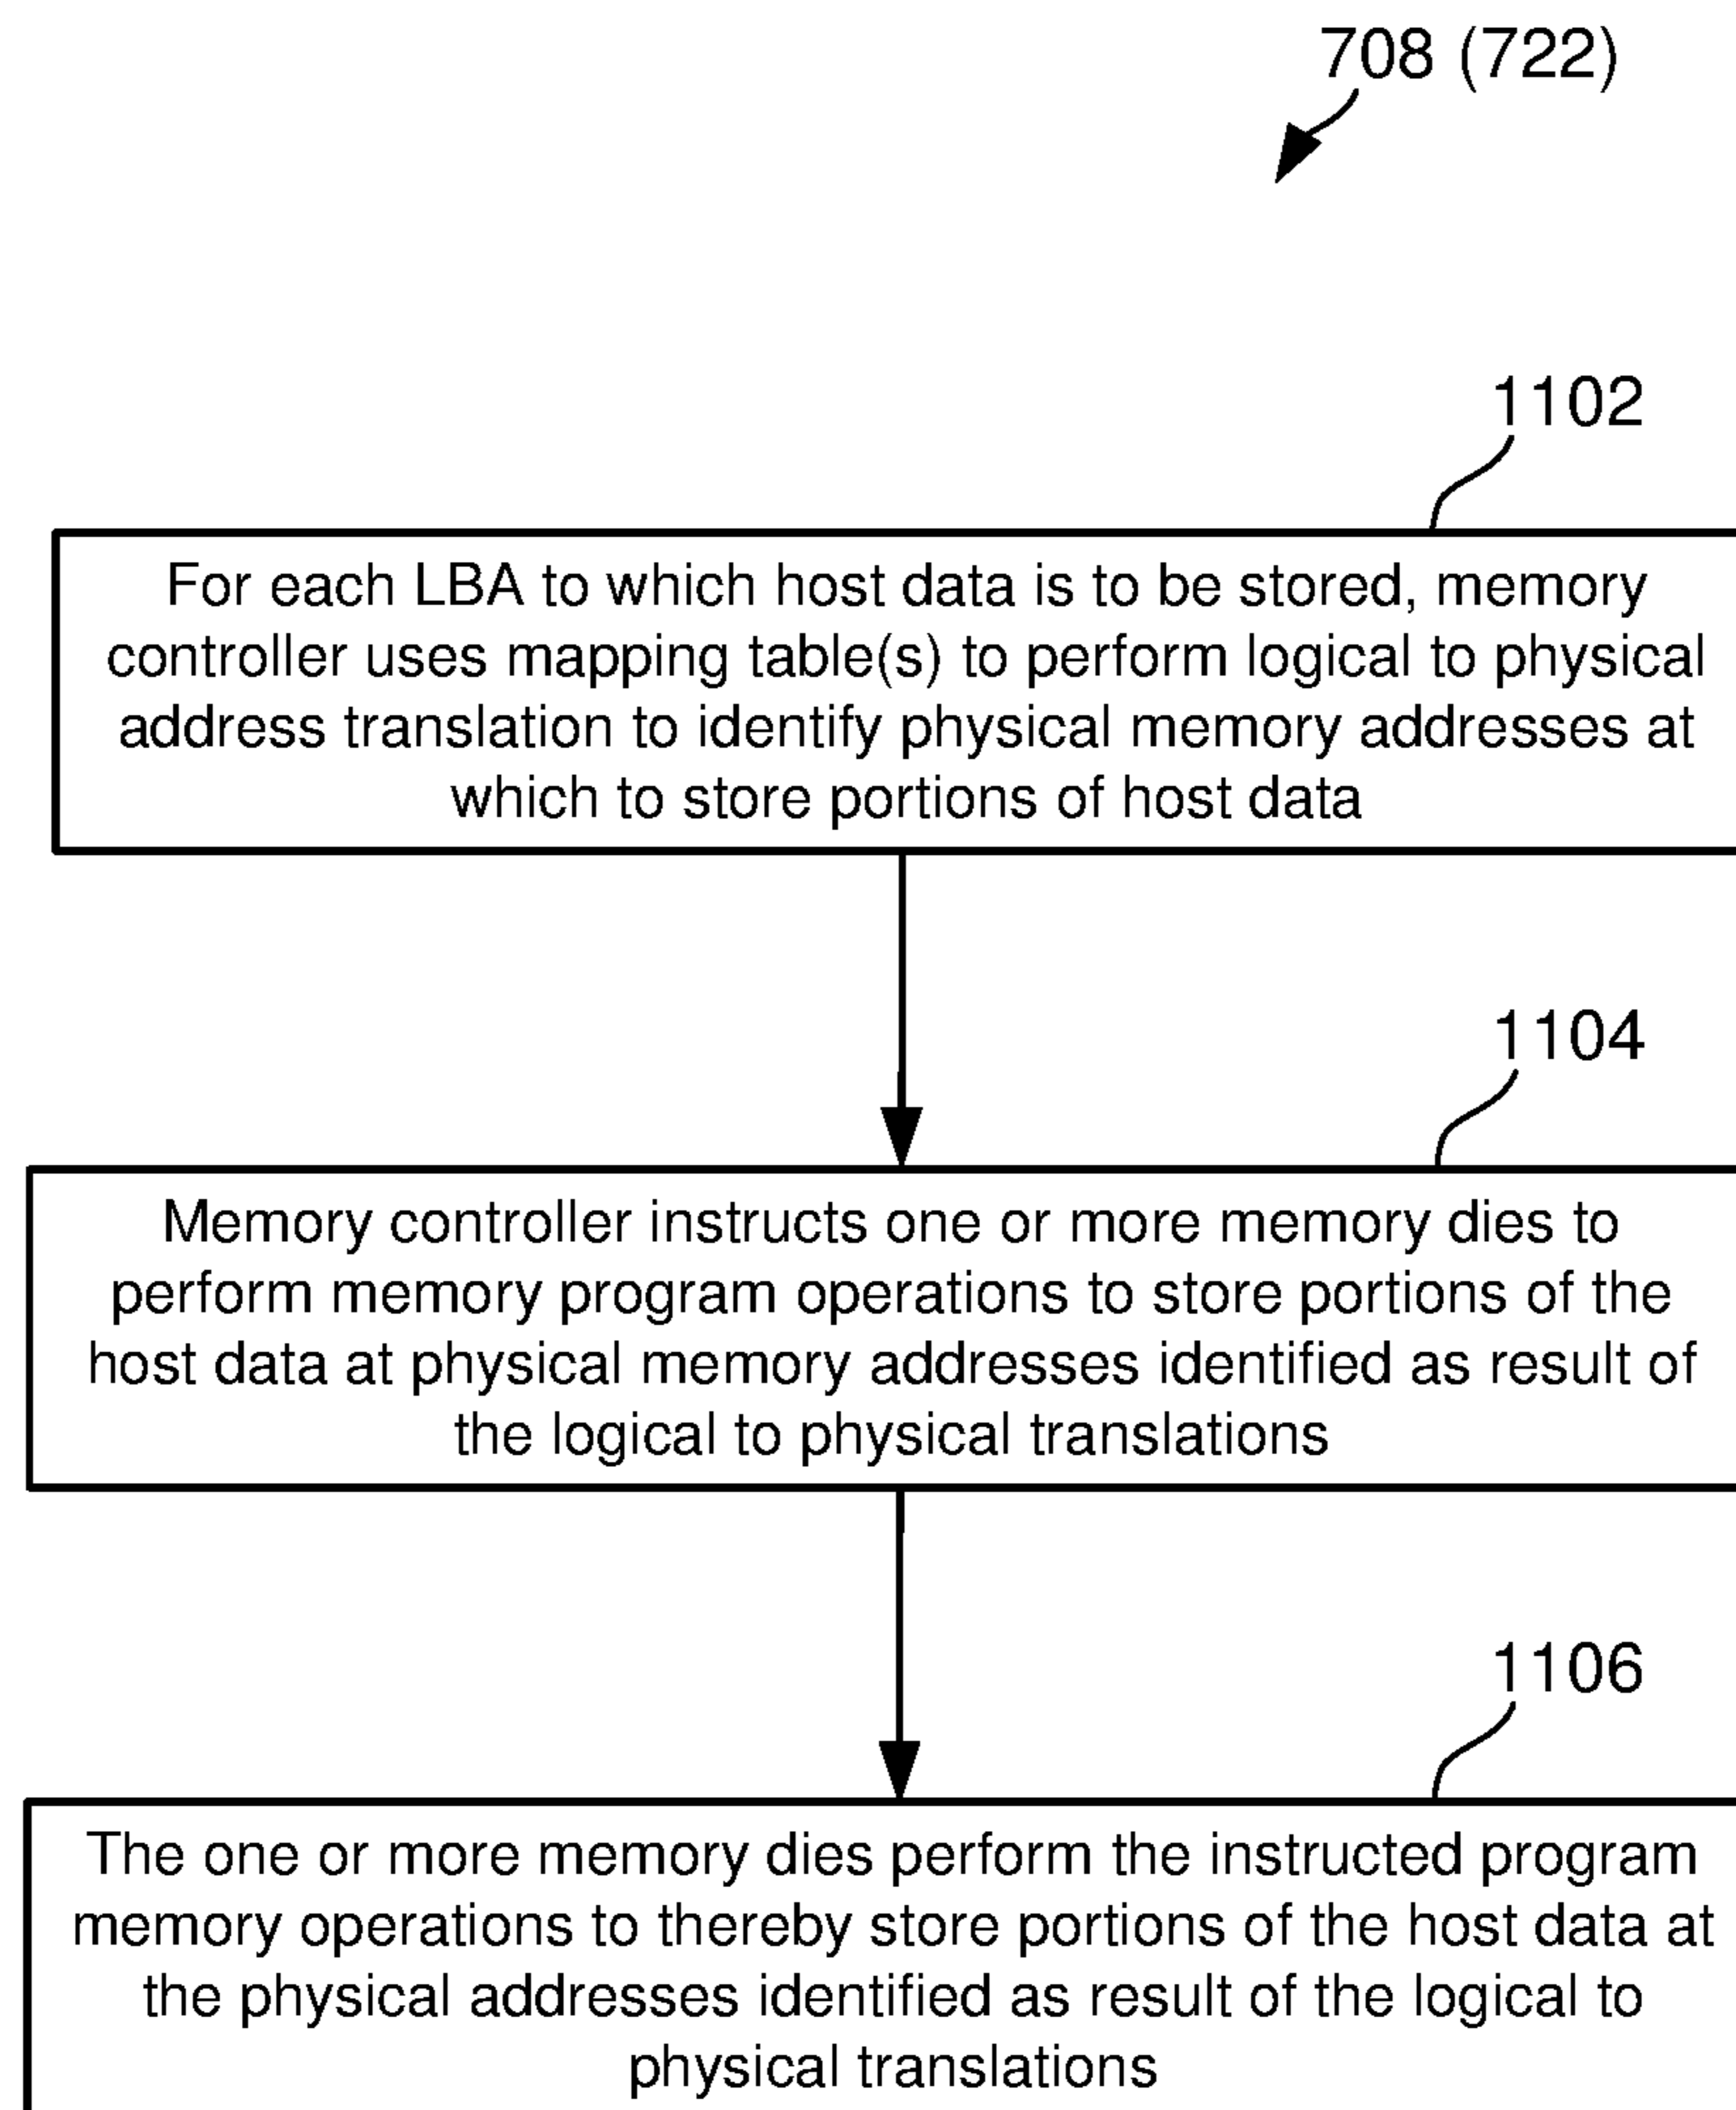 708 (722)
1102
For each LBA to which host data is to be stored, memory
controller uses mapping table(s) to perform logical to physical
address translation to identify physical memory addresses at
which to store portions of host data
1104
Memory controller instructs one or more memory dies to
perform memory program operations to store portions of the
host data at physical memory addresses identified as result of
the logical to physical translations
1106
The one or more memory dies perform the instructed program
memory operations to thereby store portions of the host data at
the physical addresses identified as result of the logical to
physical translations